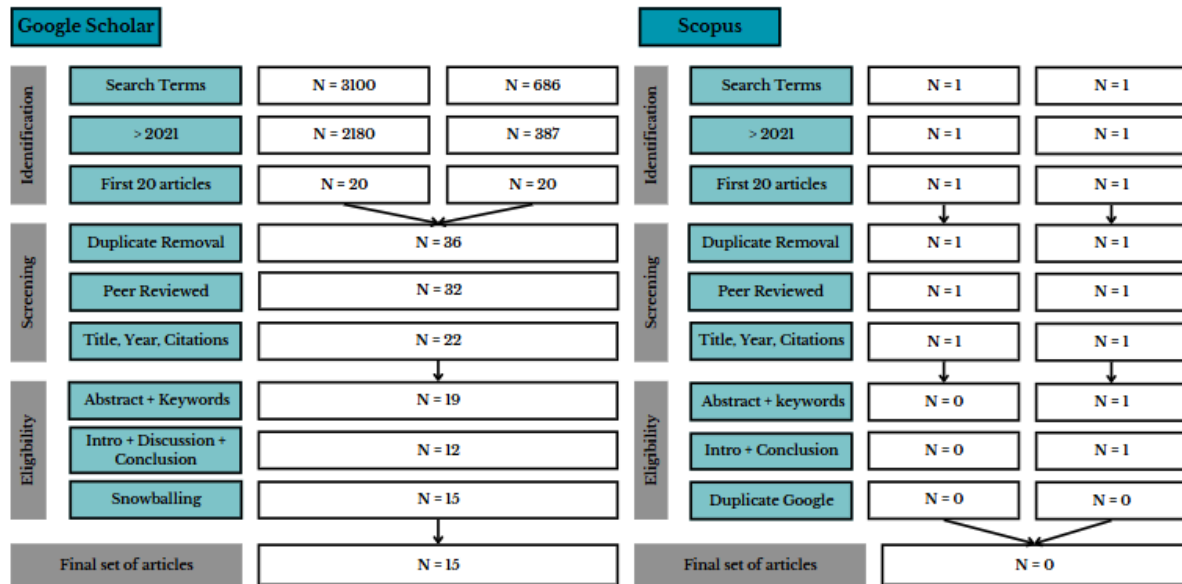 Google Scholar
Identification
Search Terms
N = 3100
N = 686
> 2021
N = 2180
N = 387
First 20 articles
N = 20
N = 20
Screening
Duplicate Removal
N = 36
Peer Reviewed
N = 32
Title, Year, Citations
N = 22
Eligibility
Abstract + Keywords
N = 19
Intro + Discussion +
Conclusion
N = 12
Snowballing
N = 15
Final set of articles
N = 15
Scopus
Identification
Search Terms
N = 1
N = 1
> 2021
N = 1
N = 1
First 20 articles
N = 1
N = 1
Screening
Duplicate Removal
N = 1
N = 1
Peer Reviewed
N = 1
N = 1
Title, Year, Citations
N = 1
N = 1
Eligibility
Abstract + keywords
N = 0
N = 1
Intro + Conclusion
N = 0
N = 1
Duplicate Google
N = 0
N = 0
Final set of articles
N = 0